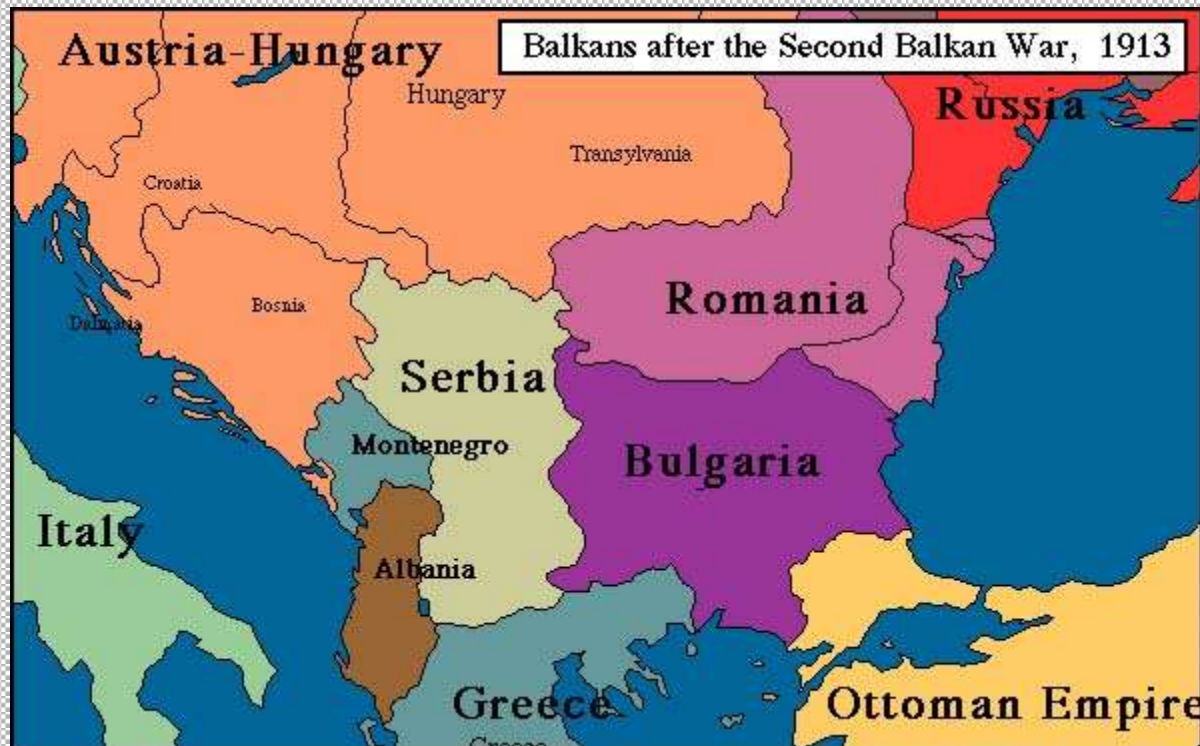 Austria-Hungary
Balkans after the Second Balkan War, 1913
Hungary
Russia
Transylvania
Croatia
Romania
Bosnia
Dalmatia
Serbia
Montenegro
Bulgaria
Italy
Albania
Greece
Ottoman Empire
Greece